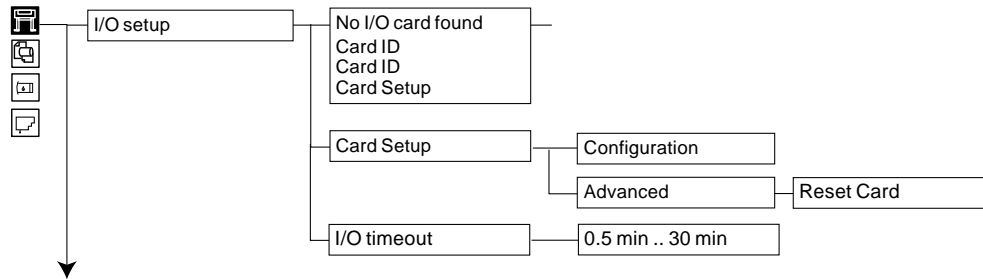 I/O setup
No I/O card found
Card ID
Card ID
Card Setup
Card Setup
Configuration
Advanced
Reset Card
I/O timeout
0.5 min .. 30 min